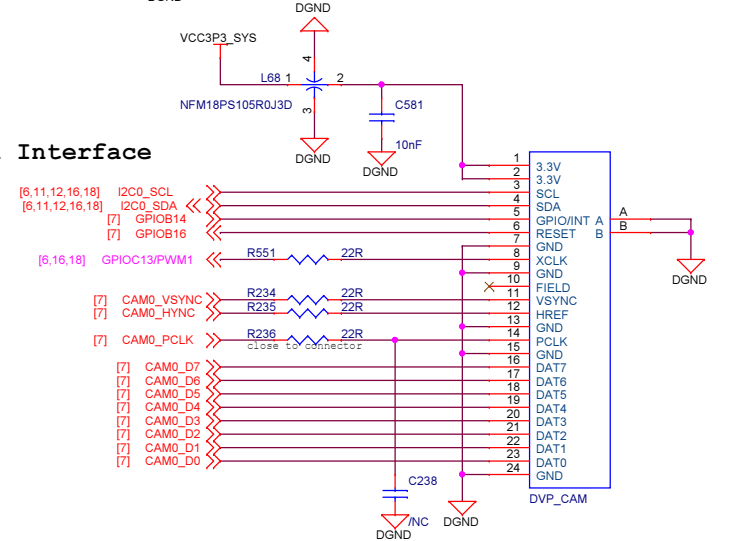 DGND
DGND
VCC3P3_SYS
4
L68 1 2
3
NFM18PS105R0J3D
C581
10nF
DGND
DGND
Interface
1 3.3V
2 3.3V
[6,11,12,16,18] I2C0_SCL 3 SCL
[6,11,12,16,18] I2C0_SDA 4 SDA
[7] GPIOB14 5 GPIO/INT A A
[7] GPIOB16 6 RESET B B
7 GND
[6,16,18] GPIOC13/PWM1 R551 22R 8 XCLK
9 GND
DGND
10 FIELD
[7] CAM0_VSYNC R234 22R 11 VSYNC
[7] CAM0_HYNC R235 22R 12 HREF
13 GND
[7] CAM0_PCLK R236 22R 14 PCLK
close to connector
15 GND
[7] CAM0_D7 16 DAT7
[7] CAM0_D6 17 DAT6
[7] CAM0_D5 18 DAT5
[7] CAM0_D4 19 DAT4
[7] CAM0_D3 20 DAT3
[7] CAM0_D2 21 DAT2
[7] CAM0_D1 22 DAT1
[7] CAM0_D0 23 DAT0
24 GND
C238
DVP_CAM
/NC
DGND
DGND